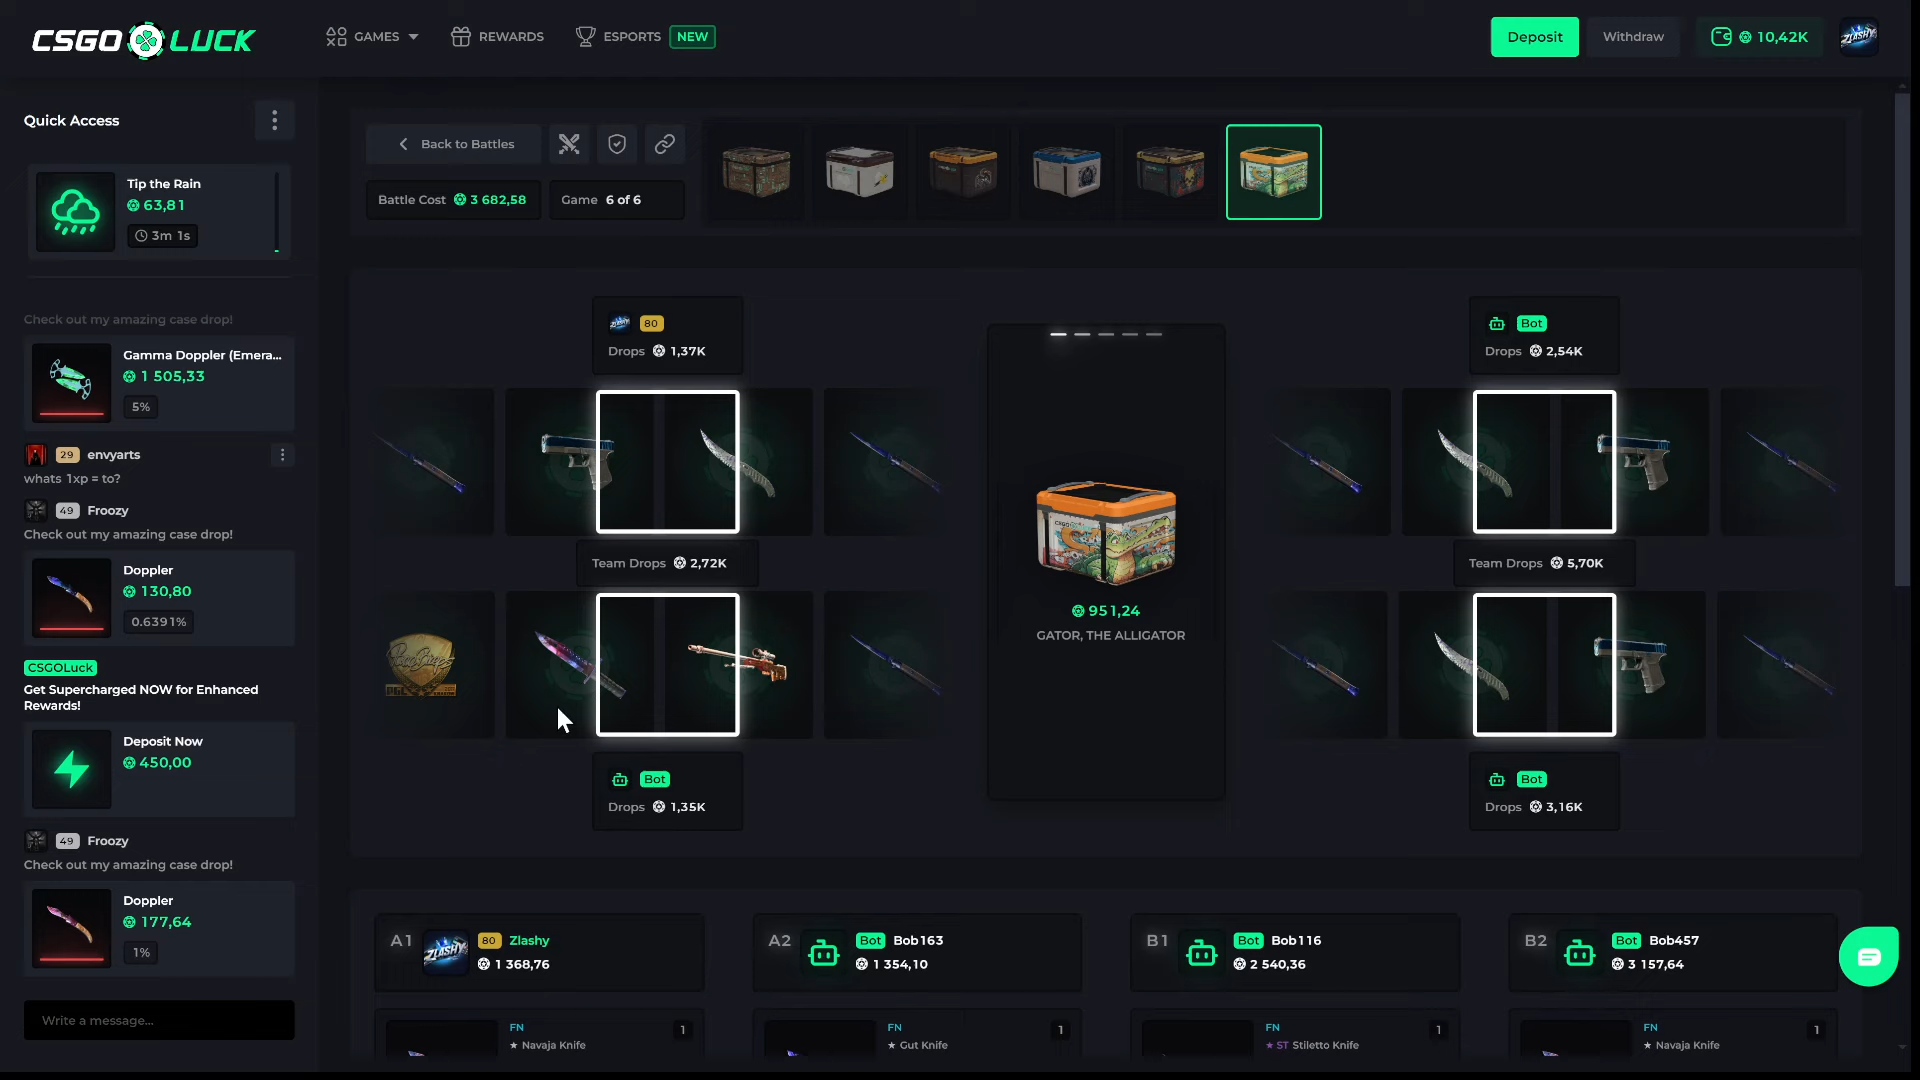 CSGO LUCK
GAMES
REWARDS
ESPORTS NEW
Deposit
Withdraw
10,42K
ZLASHY
Quick Access
Tip the Rain
63,81
3m 1s
Check out my amazing case drop!
Gamma Doppler (Emera...
1 505,33
5%
29 envyarts
whats 1xp = to?
49 Froozy
Check out my amazing case drop!
Doppler
130,80
0.6391%
CSGOLuck
Get Supercharged NOW for Enhanced
Rewards!
Deposit Now
450,00
49 Froozy
Check out my amazing case drop!
Doppler
177,64
1%
Write a message...
Back to Battles
Battle Cost 3 682,58
Game 6 of 6
80
Drops 1,37K
Team Drops 2,72K
Bot
Drops 1,35K
951,24
GATOR, THE ALLIGATOR
Bot
Drops 2,54K
Team Drops 5,70K
Bot
Drops 3,16K
A1 ZLASHY 80 Zlashy
1 368,76
A2 Bot Bob163
1 354,10
B1 Bot Bob116
2 540,36
B2 Bot Bob457
3 157,64
FN 1
★ Navaja Knife
FN 1
★ Gut Knife
FN 1
★ ST Stiletto Knife
FN 1
★ Navaja Knife